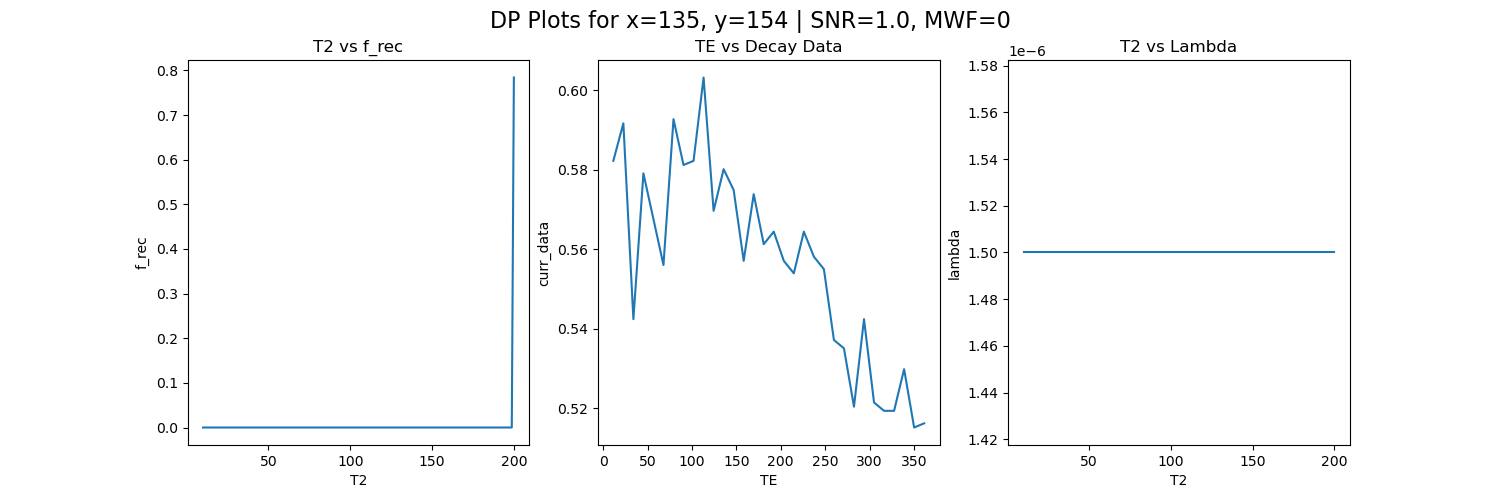 DP Plots for x=135, y=154 | SNR=1.0, MWF=0
T2 vs f_rec
0.8
0.7
0.6
0.5
0.4
0.3
0.2
0.1
0.0
f_rec
50 100 150 200
T2
TE vs Decay Data
0.60
0.58
0.56
0.54
0.52
curr_data
0 50 100 150 200 250 300 350
TE
T2 vs Lambda
1e−6
1.58
1.56
1.54
1.52
1.50
1.48
1.46
1.44
1.42
lambda
50 100 150 200
T2